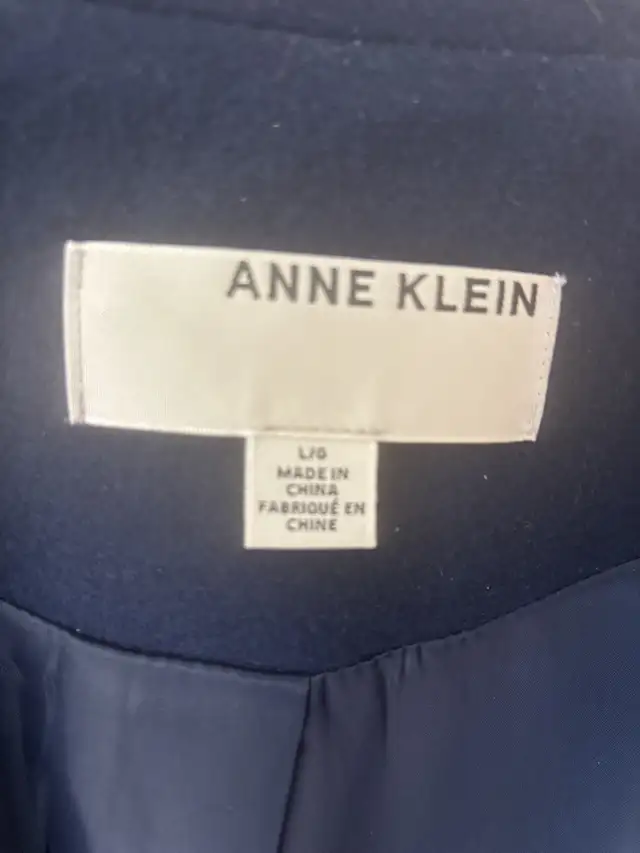 ANNE KLEIN
L/G
MADE IN
CHINA
FABRIQUÉ EN
CHINE